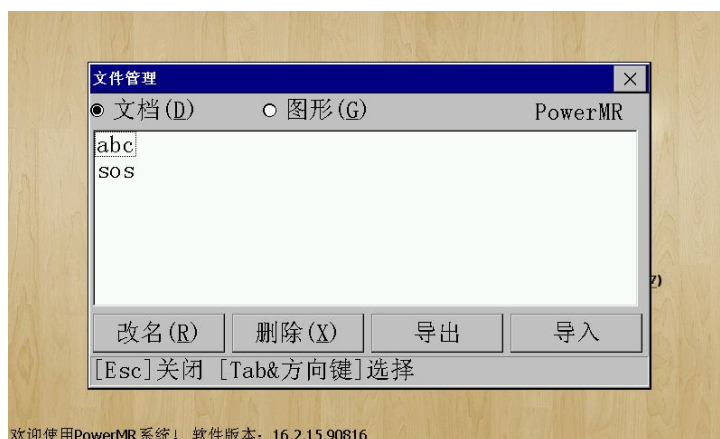 文件管理
文档(D) 图形(G) PowerMR
abc
sos
Z)
改名(R) 删除(X) 导出 导入
[Esc]关闭 [Tab&方向键]选择
欢迎使用PowerMR系统! 软件版本- 16.2.15.90816